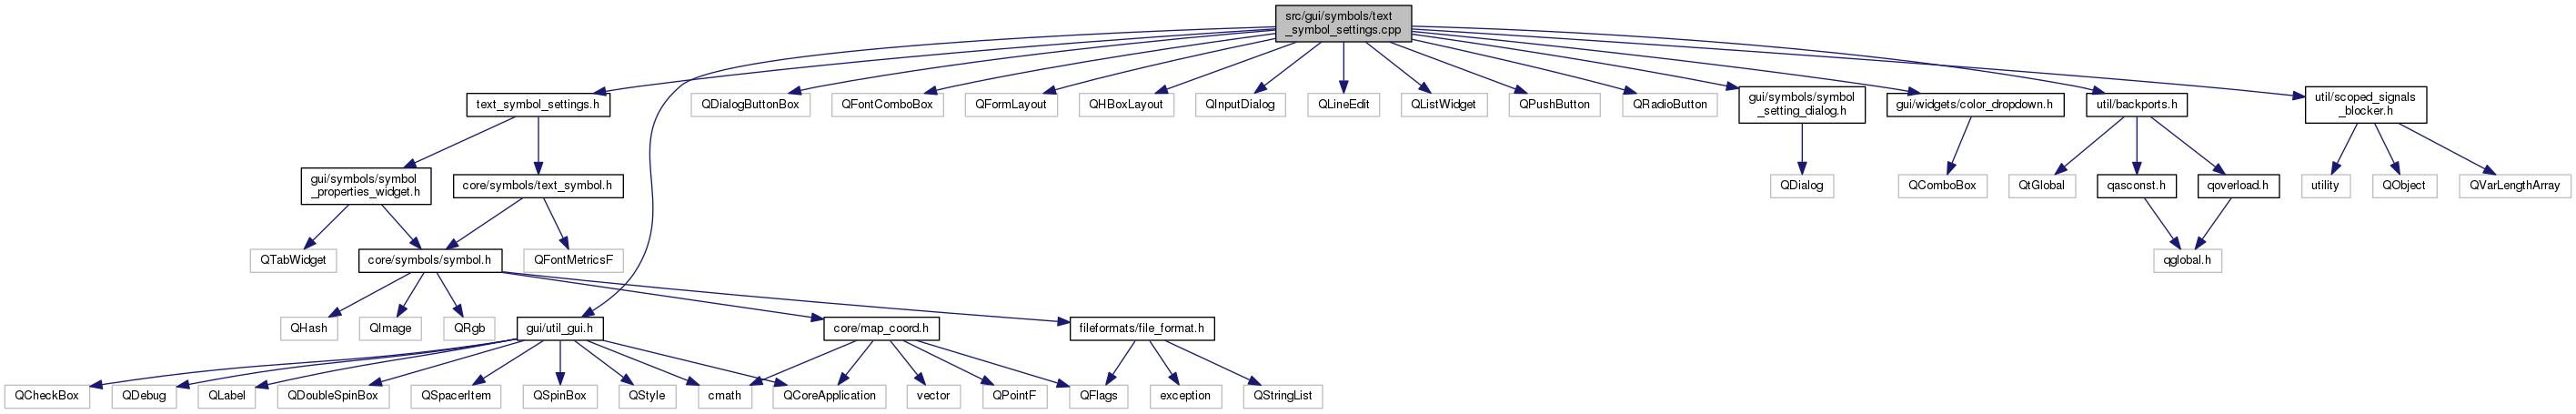 src/gui/symbols/text
_symbol_settings.cpp
text_symbol_settings.h
QDialogButtonBox
QFontComboBox
QFormLayout
QHBoxLayout
QInputDialog
QLineEdit
QListWidget
QPushButton
QRadioButton
gui/symbols/symbol
_setting_dialog.h
gui/widgets/color_dropdown.h
util/backports.h
util/scoped_signals
_blocker.h
gui/symbols/symbol
_properties_widget.h
core/symbols/text_symbol.h
QDialog
QComboBox
QtGlobal
qasconst.h
qoverload.h
utility
QObject
QVarLengthArray
QTabWidget
core/symbols/symbol.h
QFontMetricsF
qglobal.h
QHash
QImage
QRgb
gui/util_gui.h
core/map_coord.h
fileformats/file_format.h
QCheckBox
QDebug
QLabel
QDoubleSpinBox
QSpacerItem
QSpinBox
QStyle
cmath
QCoreApplication
vector
QPointF
QFlags
exception
QStringList